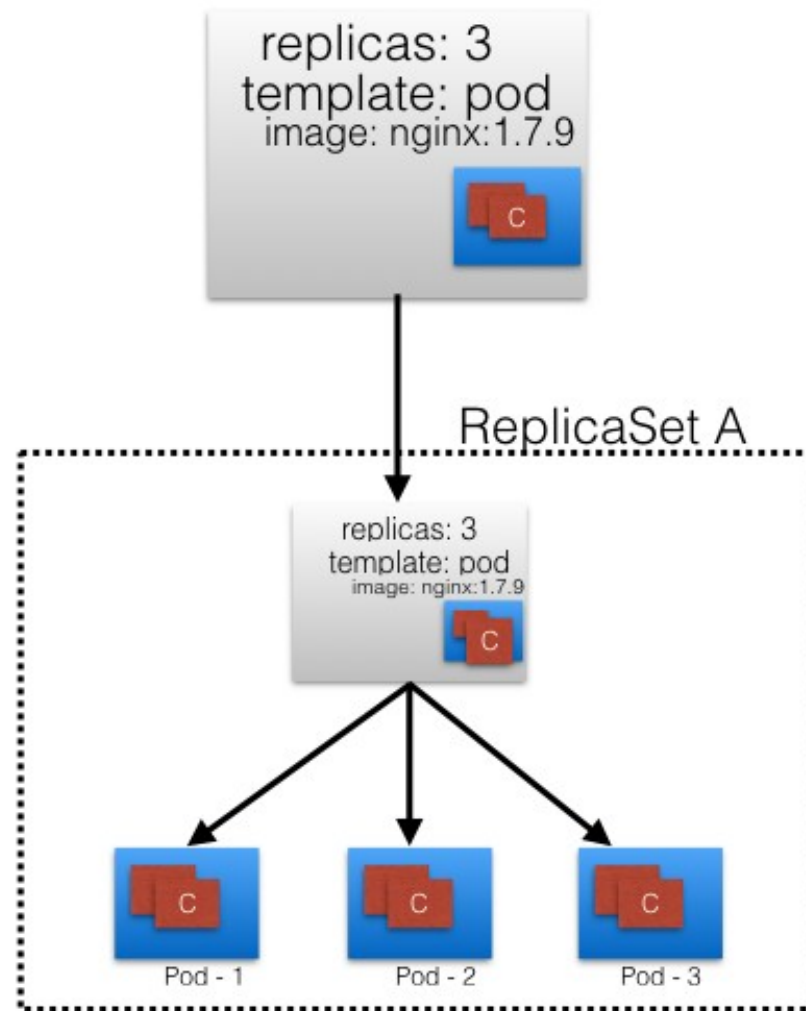 replicas: 3
template: pod
image: nginx:1.7.9
C
ReplicaSet A
replicas: 3
template: pod
image: nginx:1.7.9
C
C
C
C
Pod - 1
Pod - 2
Pod - 3